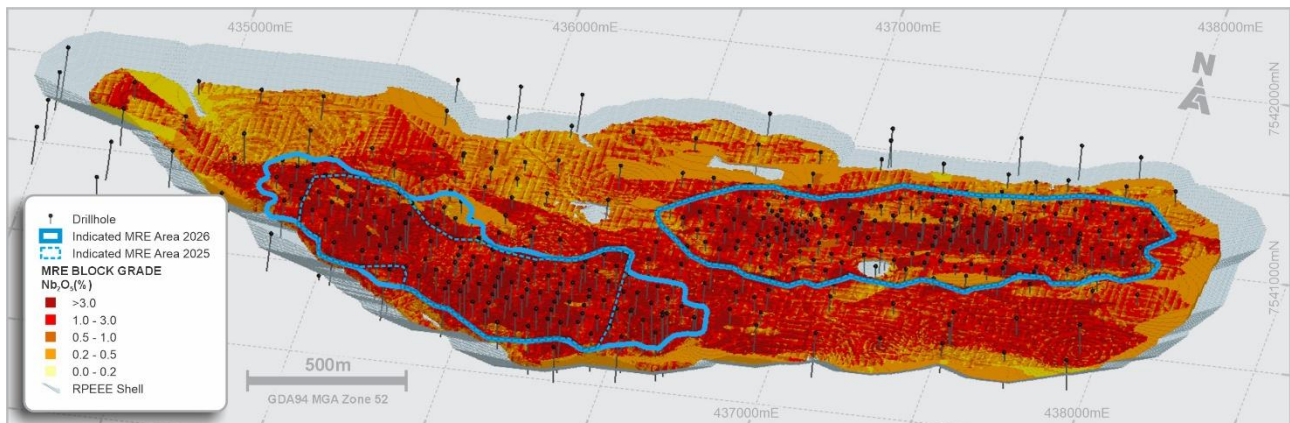 435000mE
436000mE
437000mE
438000mE
N
7542000mN
7541000mN
Drillhole
Indicated MRE Area 2026
Indicated MRE Area 2025
MRE BLOCK GRADE
Nb₂O₅(%)
>3.0
1.0 - 3.0
0.5 - 1.0
0.2 - 0.5
0.0 - 0.2
RPEEE Shell
500m
GDA94 MGA Zone 52
437000mE
438000mE